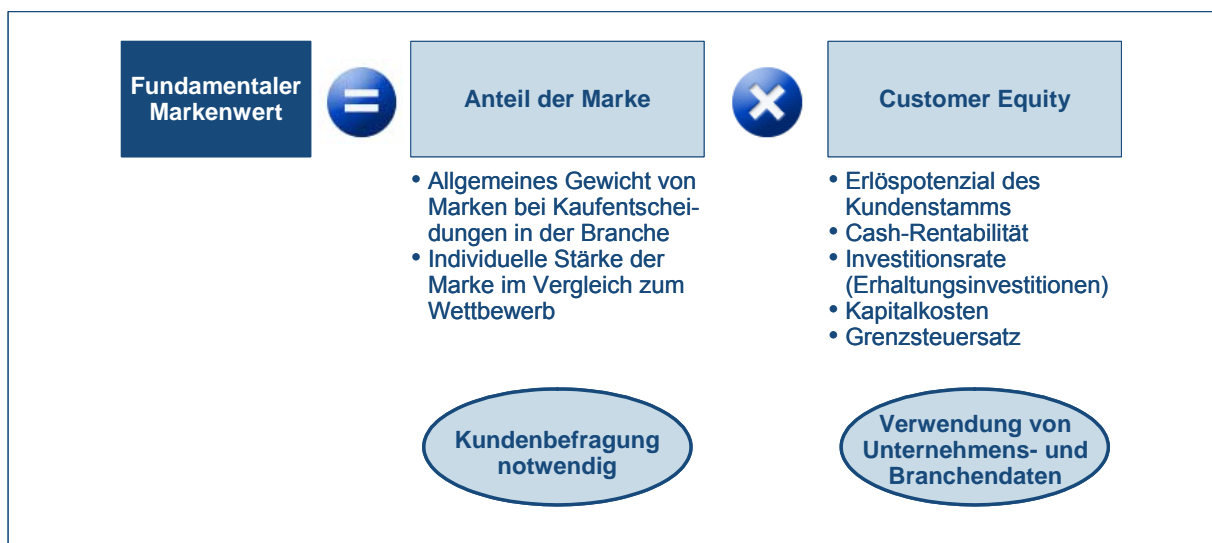 Fundamentaler
Markenwert
=
Anteil der Marke
×
Customer Equity
• Allgemeines Gewicht von
Marken bei Kaufentschei-
dungen in der Branche
• Individuelle Stärke der
Marke im Vergleich zum
Wettbewerb
• Erlöspotenzial des
Kundenstamms
• Cash-Rentabilität
• Investitionsrate
(Erhaltungsinvestitionen)
• Kapitalkosten
• Grenzsteuersatz
Kundenbefragung
notwendig
Verwendung von
Unternehmens- und
Branchendaten